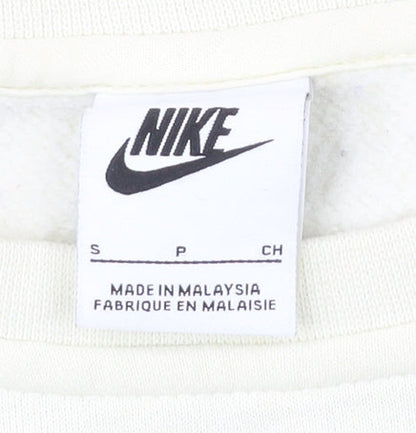 NIKE
S P CH
MADE IN MALAYSIA
FABRIQUE EN MALAISIE